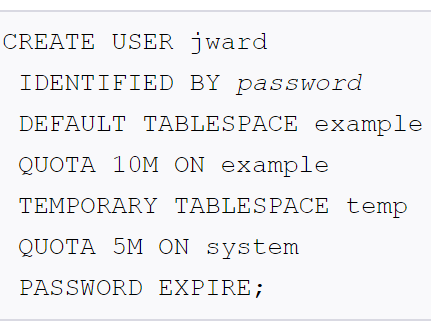 CREATE USER jward
IDENTIFIED BY password
DEFAULT TABLESPACE example
QUOTA 10M ON example
TEMPORARY TABLESPACE temp
QUOTA 5M ON system
PASSWORD EXPIRE;